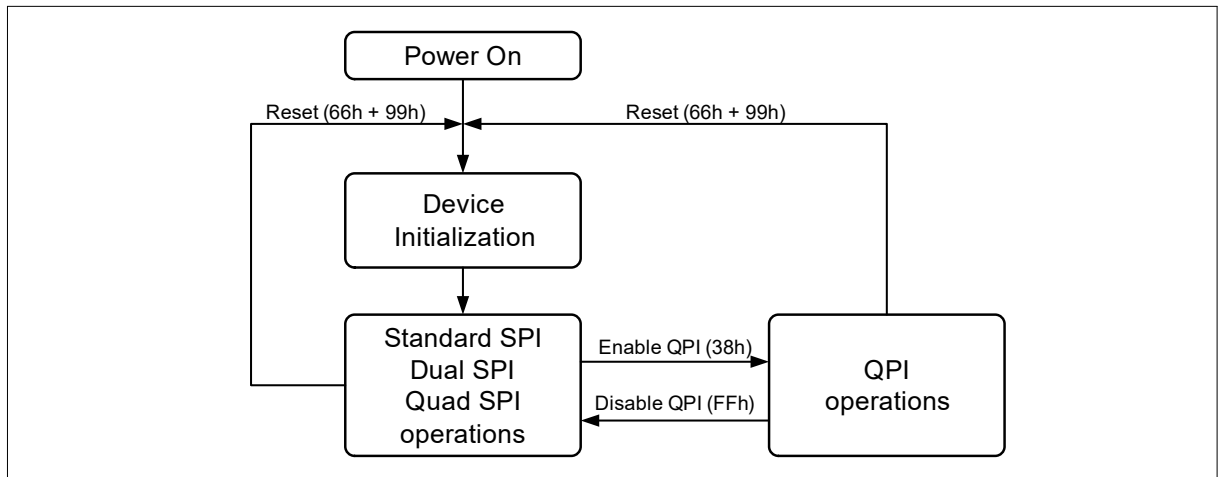 Power On
Reset (66h + 99h)
Reset (66h + 99h)
Device
Initialization
Standard SPI
Dual SPI
Quad SPI
operations
Enable QPI (38h)
Disable QPI (FFh)
QPI
operations